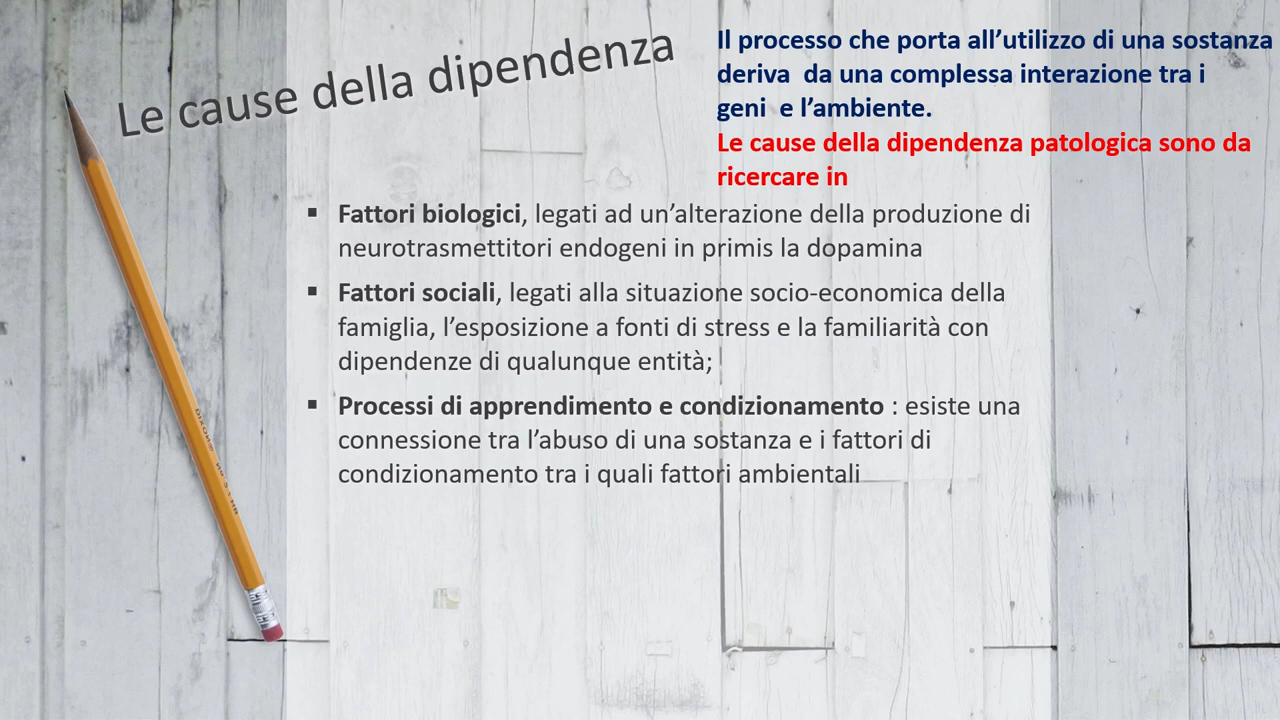 Le cause della dipendenza
Il processo che porta all’utilizzo di una sostanza
deriva  da una complessa interazione tra i
geni  e l’ambiente.
Le cause della dipendenza patologica sono da
ricercare in
▪ Fattori biologici, legati ad un’alterazione della produzione di
neurotrasmettitori endogeni in primis la dopamina
▪ Fattori sociali, legati alla situazione socio-economica della
famiglia, l’esposizione a fonti di stress e la familiarità con
dipendenze di qualunque entità;
▪ Processi di apprendimento e condizionamento : esiste una
connessione tra l’abuso di una sostanza e i fattori di
condizionamento tra i quali fattori ambientali